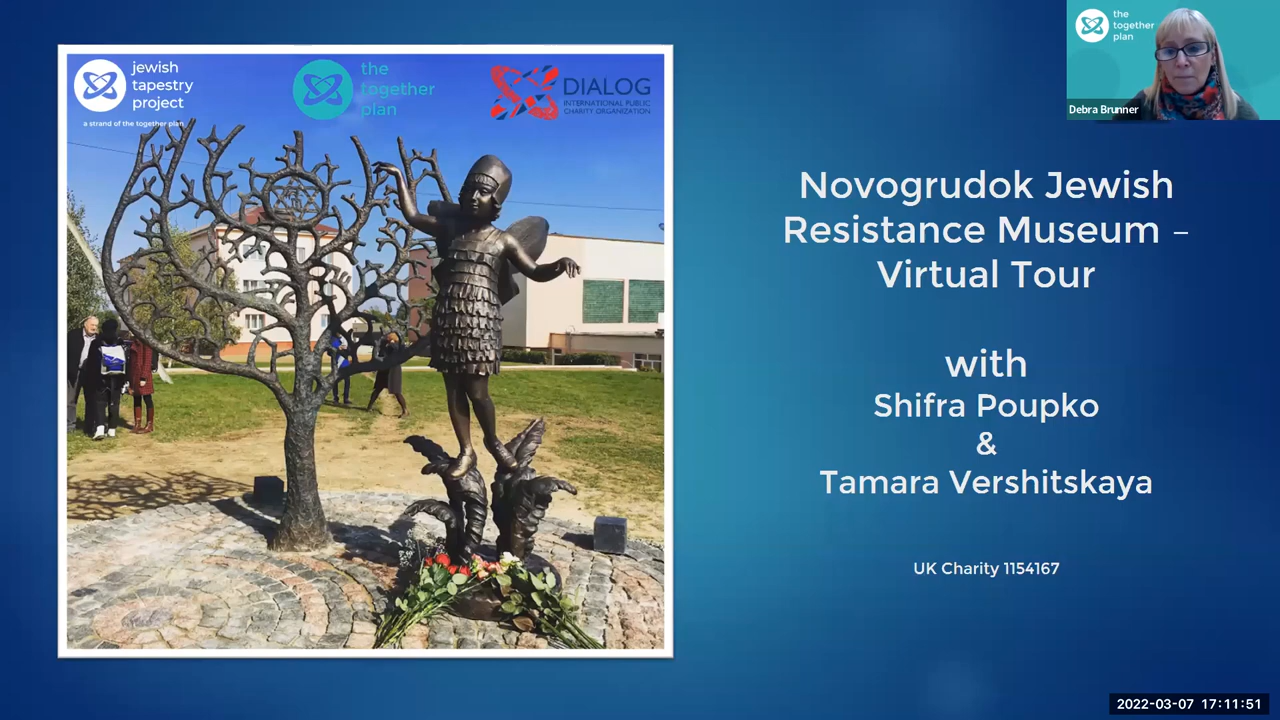 jewish
tapestry
project
a strand of the together plan
the
together
plan
DIALOG
INTERNATIONAL PUBLIC
CHARITY ORGANIZATION
the
together
plan
Debra Brunner
Novogrudok Jewish
Resistance Museum –
Virtual Tour
with
Shifra Poupko
&
Tamara Vershitskaya
UK Charity 1154167
2022-03-07 17:11:51